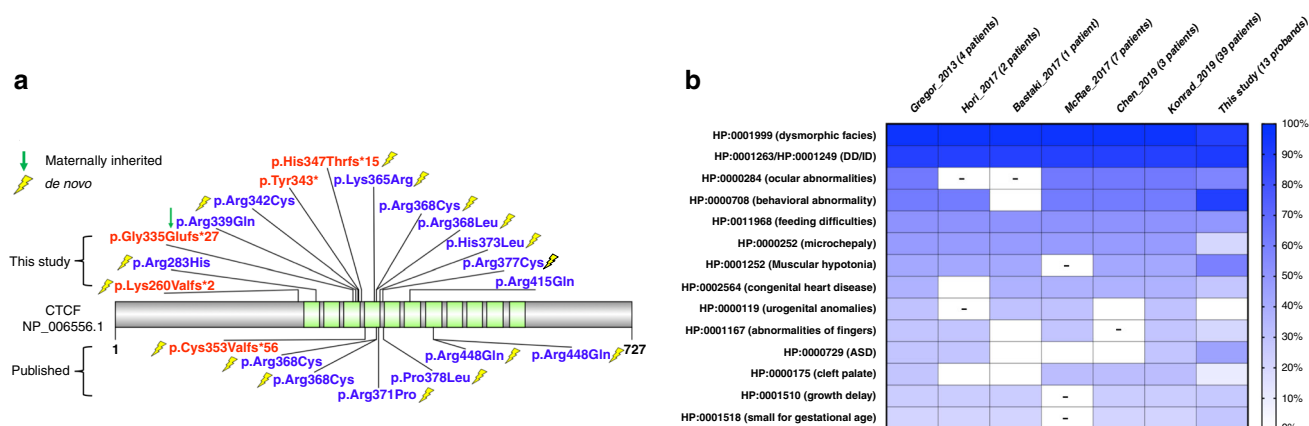 a
Maternally inherited
de novo
p.His347Thrfs*15
p.Tyr343*
p.Lys365Arg
p.Arg342Cys
p.Arg368Cys
p.Arg339Gln
p.Arg368Leu
p.Gly335Glufs*27
p.His373Leu
This study
p.Arg283His
p.Arg377Cys
p.Lys260Valfs*2
p.Arg415Gln
CTCF
NP_006556.1
1
727
Published
p.Cys353Valfs*56
p.Arg368Cys
p.Arg368Cys
p.Arg371Pro
p.Pro378Leu
p.Arg448Gln
p.Arg448Gln
b
Gregor_2013 (4 patients)
Hori_2017 (2 patients)
Bastaki_2017 (1 patient)
McRae_2017 (7 patients)
Chen_2019 (3 patients)
Konrad_2019 (39 patients)
This study (13 probands)
HP:0001999 (dysmorphic facies)
HP:0001263/HP:0001249 (DD/ID)
HP:0000284 (ocular abnormalities) - -
HP:0000708 (behavioral abnormality)
HP:0011968 (feeding difficulties)
HP:0000252 (microchepaly)
HP:0001252 (Muscular hypotonia) -
HP:0002564 (congenital heart disease)
HP:0000119 (urogenital anomalies) -
HP:0001167 (abnormalities of fingers) -
HP:0000729 (ASD)
HP:0000175 (cleft palate)
HP:0001510 (growth delay) -
HP:0001518 (small for gestational age) -
100%
90%
80%
70%
60%
50%
40%
30%
20%
10%
0%